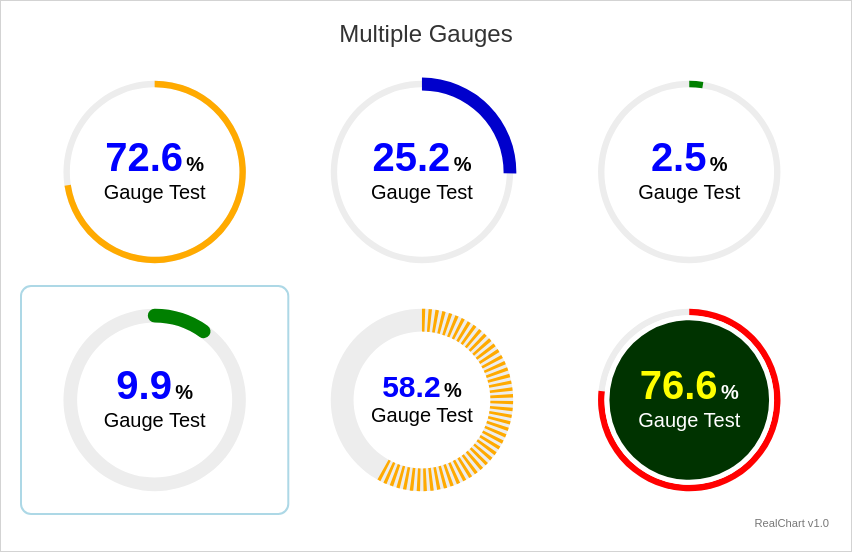 Multiple Gauges
72.6 %
Gauge Test
25.2 %
Gauge Test
2.5 %
Gauge Test
9.9 %
Gauge Test
58.2 %
Gauge Test
76.6 %
Gauge Test
RealChart v1.0